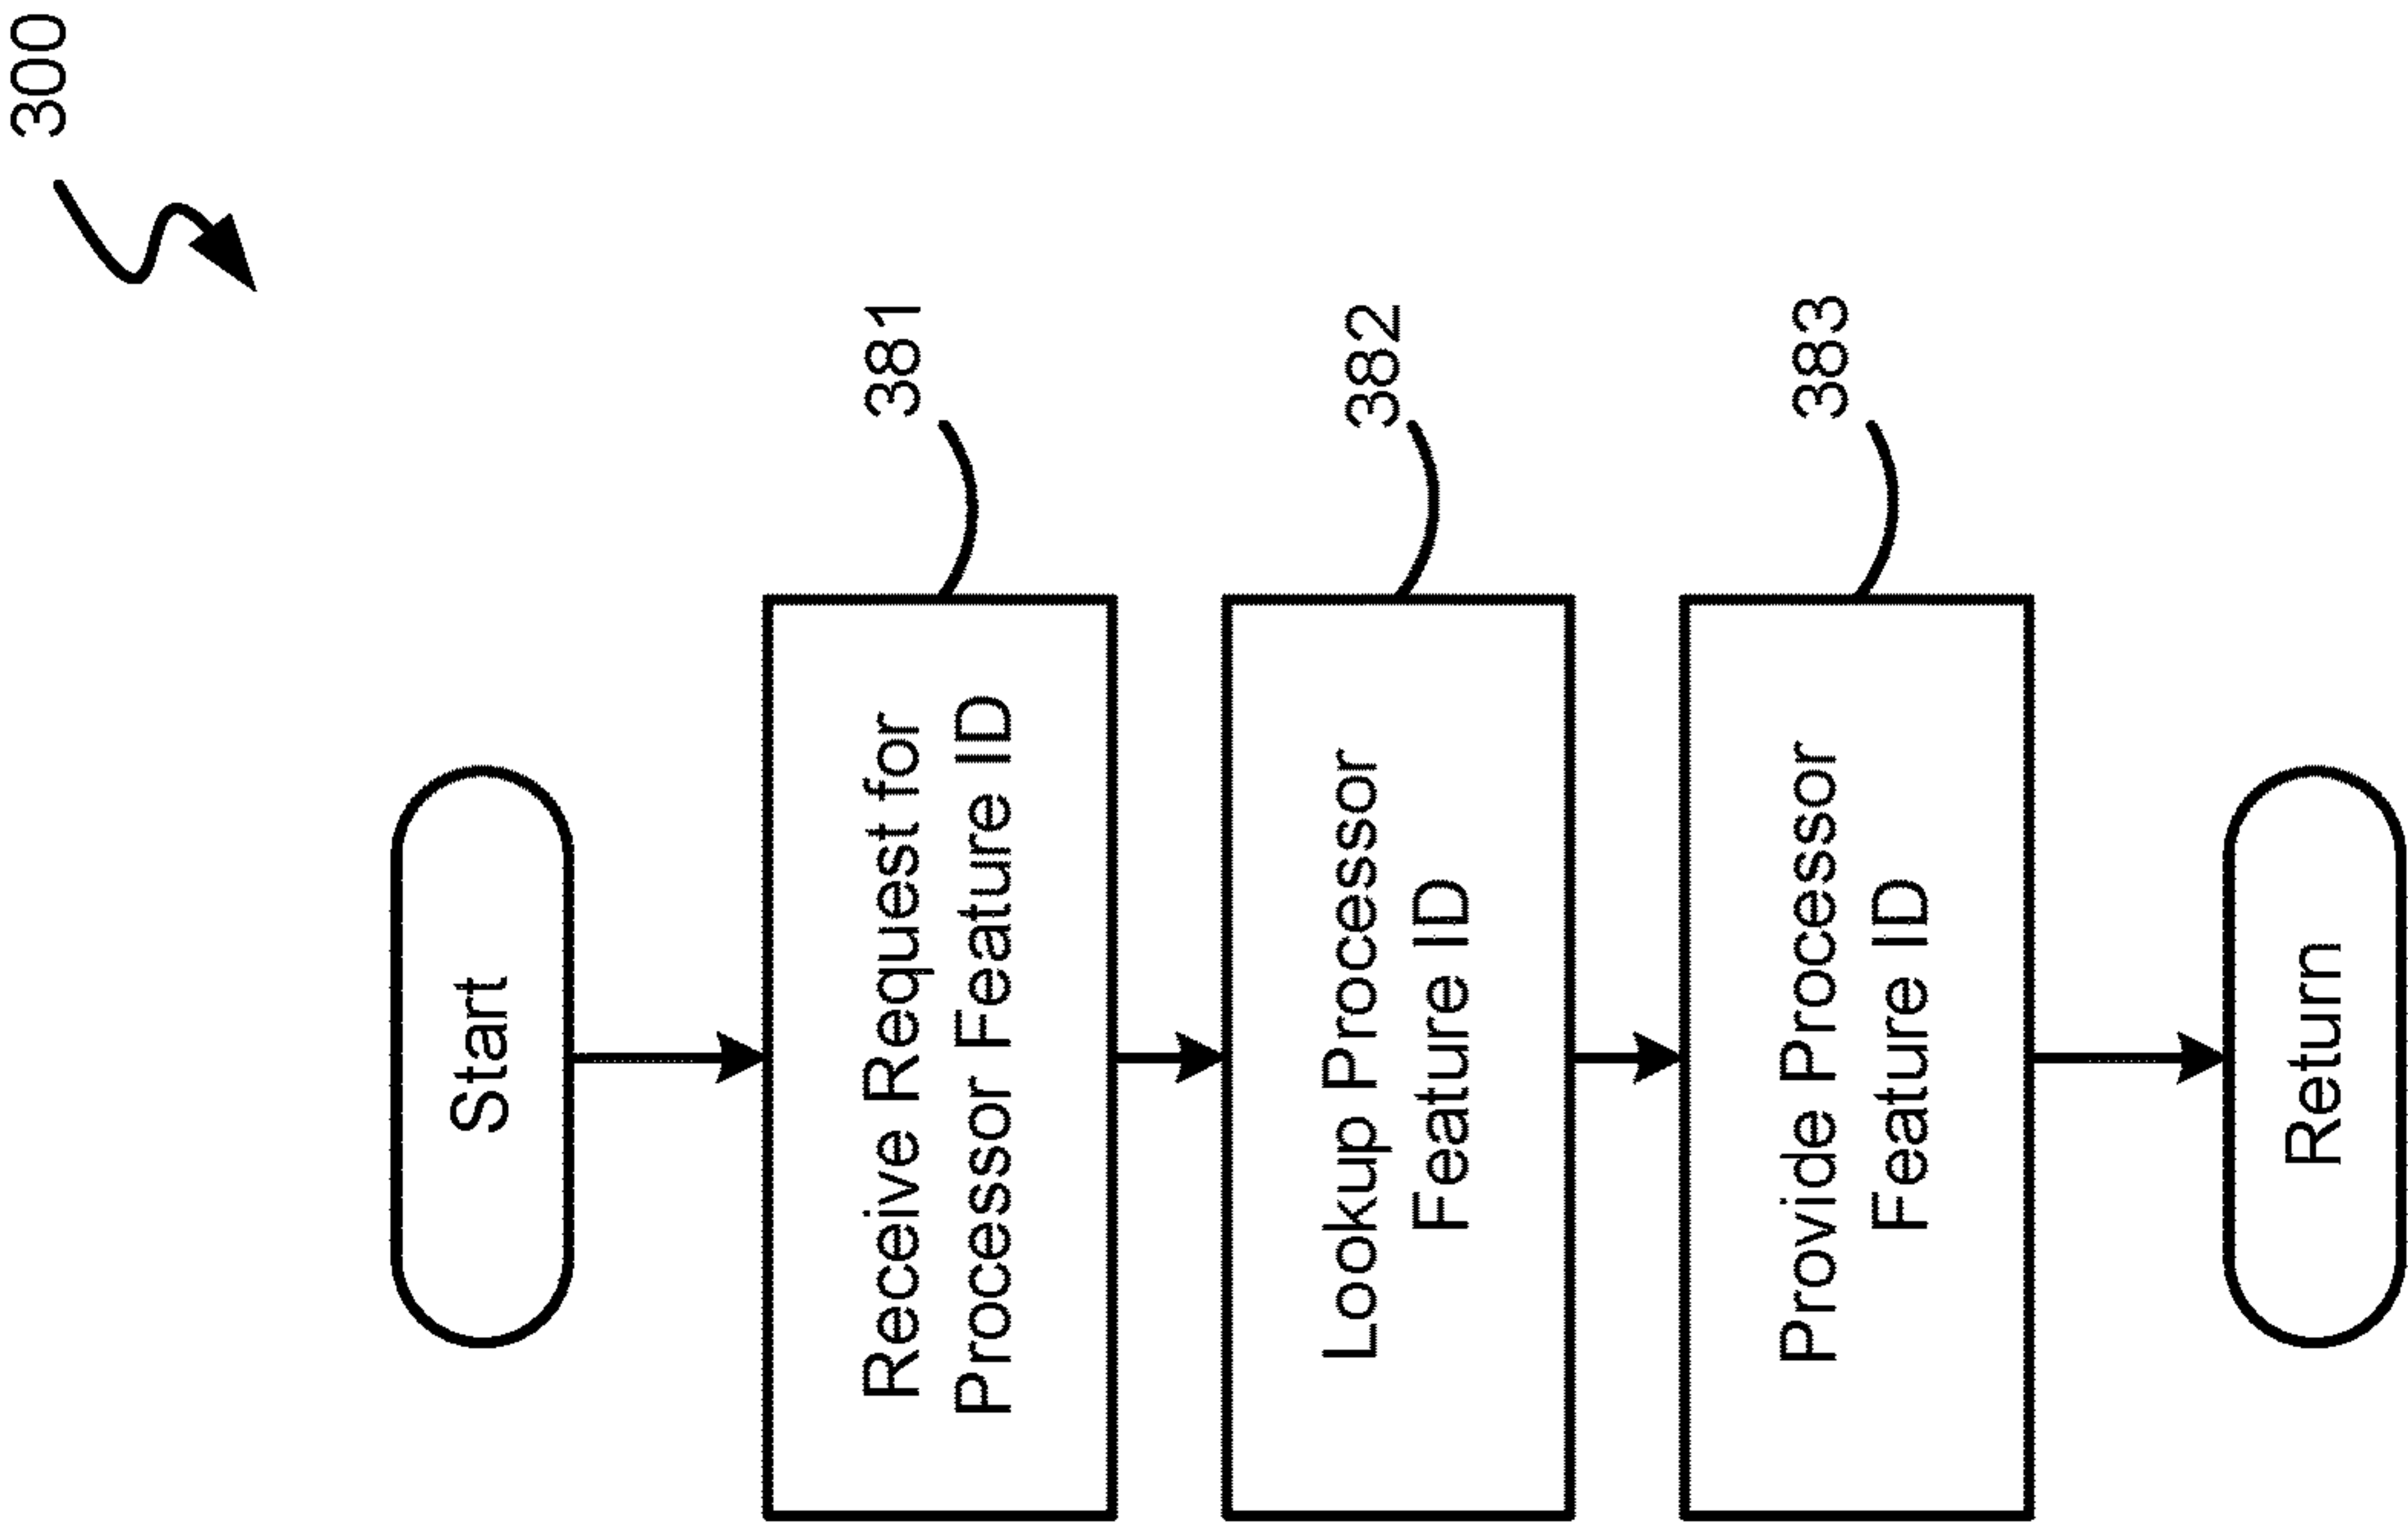 300
Start
Receive Request for
Processor Feature ID
381
Lookup Processor
Feature ID
382
Provide Processor
Feature ID
383
Return